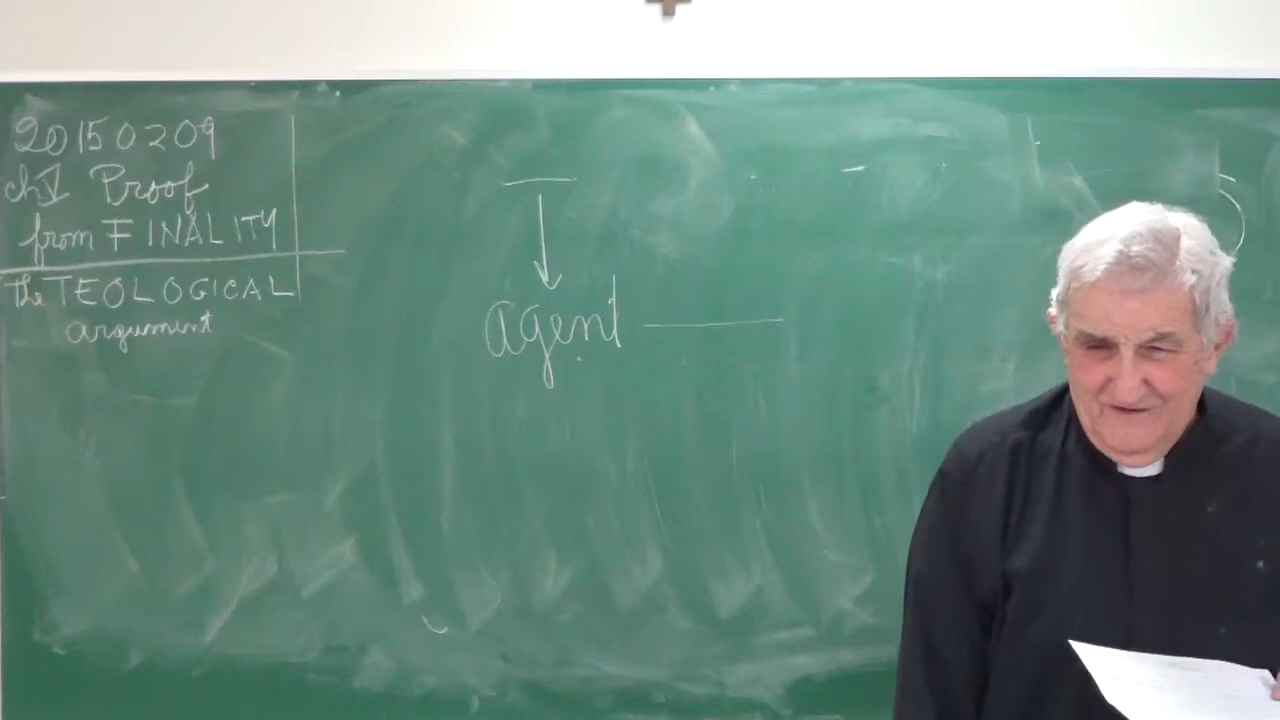 20150209
ch V Proof
from FINALITY
the TEOLOGICAL
argument
agent